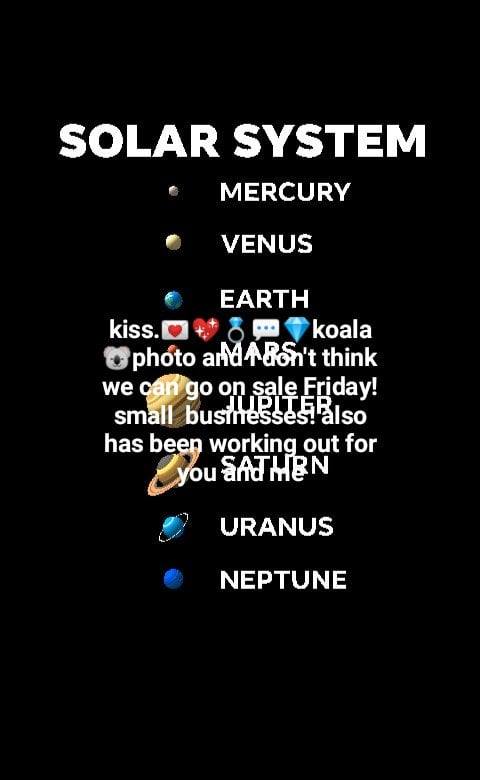 SOLAR SYSTEM
MERCURY
VENUS
EARTH
kiss.💌💖💍💬💎koala
🐨photo and I don't think
MARS
we can go on sale Friday!
JUPITER
small businesses! also
has been working out for
SATURN
you and me
URANUS
NEPTUNE